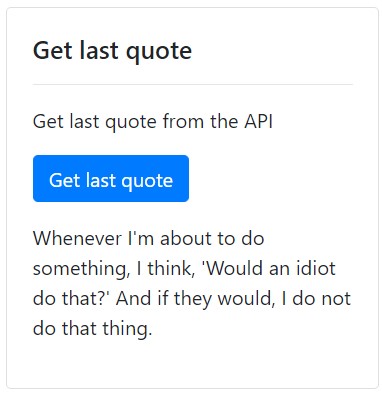 Get last quote
Get last quote from the API
Get last quote
Whenever I'm about to do
something, I think, 'Would an idiot
do that?' And if they would, I do not
do that thing.